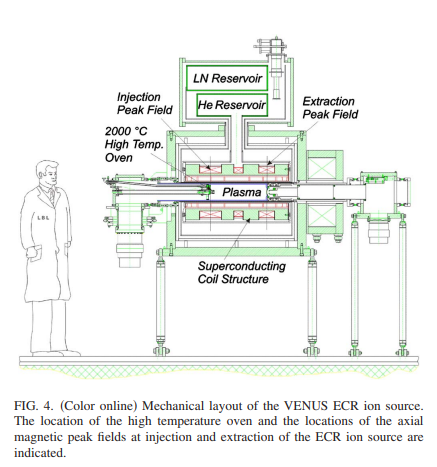 LN Reservoir
He Reservoir
Injection
Peak Field
Extraction
Peak Field
2000 °C
High Temp.
Oven
Plasma
LBL
Superconducting
Coil Structure
FIG. 4. (Color online) Mechanical layout of the VENUS ECR ion source.
The location of the high temperature oven and the locations of the axial
magnetic peak fields at injection and extraction of the ECR ion source are
indicated.